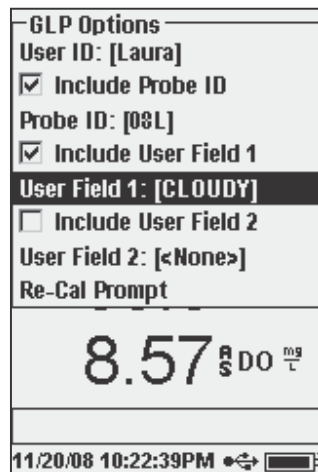 GLP Options
User ID: [Laura]
Include Probe ID
Probe ID: [08L]
Include User Field 1
User Field 1: [CLOUDY]
Include User Field 2
User Field 2: [<None>]
Re-Cal Prompt
8.57 AS DO mg/L
11/20/08 10:22:39PM